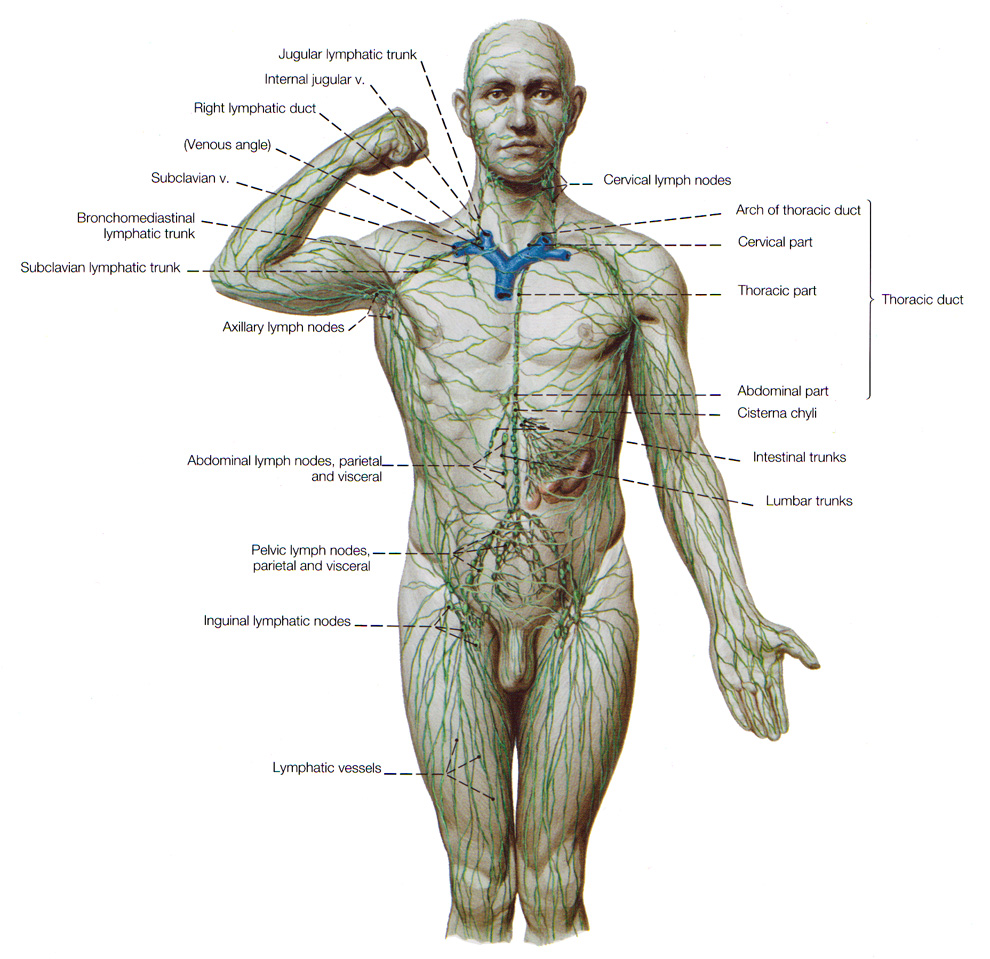 Jugular lymphatic trunk
Internal jugular v.
Right lymphatic duct
(Venous angle)
Subclavian v.
Bronchomediastinal
lymphatic trunk
Subclavian lymphatic trunk
Axillary lymph nodes
Abdominal lymph nodes, parietal
and visceral
Pelvic lymph nodes,
parietal and visceral
Inguinal lymphatic nodes
Lymphatic vessels
Cervical lymph nodes
Arch of thoracic duct
Cervical part
Thoracic part
Thoracic duct
Abdominal part
Cisterna chyli
Intestinal trunks
Lumbar trunks